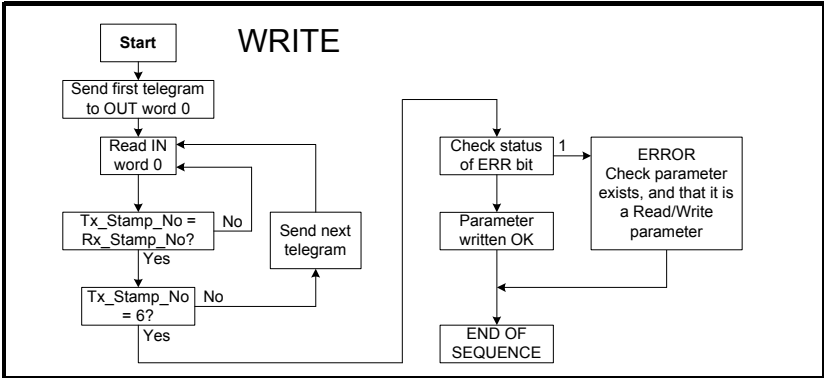 WRITE
Start
Send first telegram
to OUT word 0
Read IN
word 0
Tx_Stamp_No =
Rx_Stamp_No?
No
Yes
Send next
telegram
Tx_Stamp_No
= 6?
No
Yes
Check status
of ERR bit
1
ERROR
Check parameter
exists, and that it is
a Read/Write
parameter
Parameter
written OK
END OF
SEQUENCE